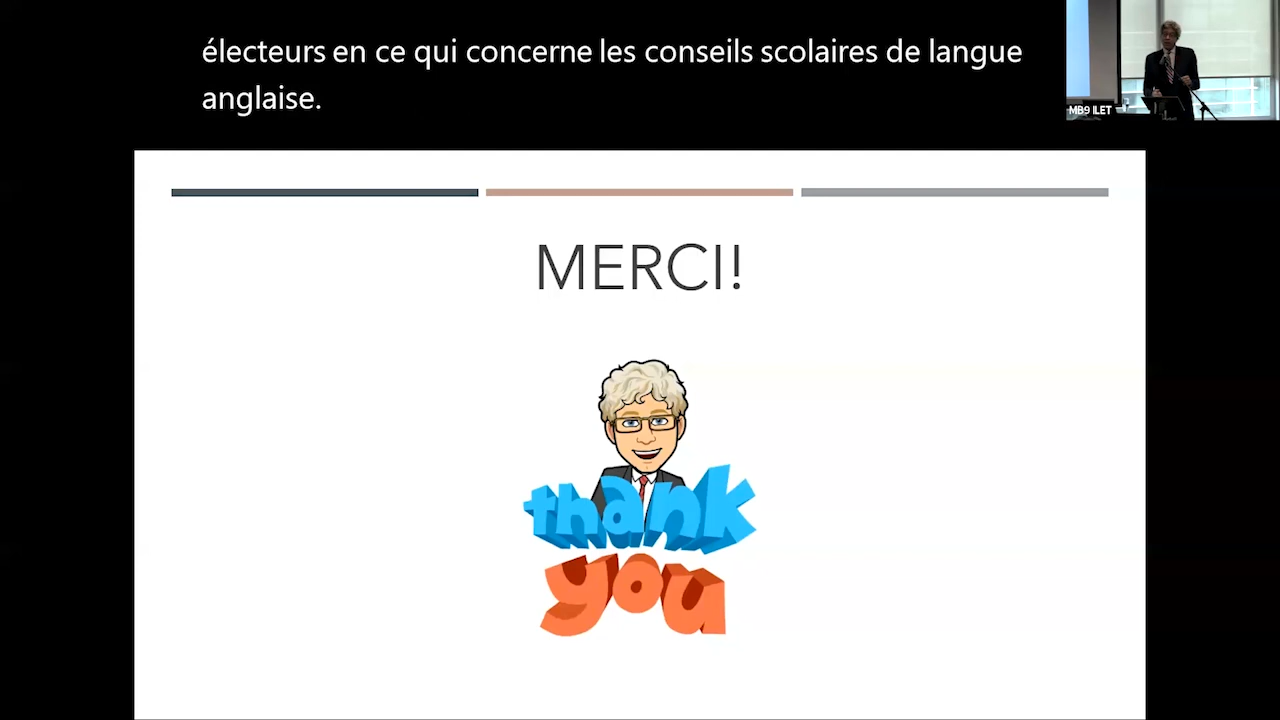 électeurs en ce qui concerne les conseils scolaires de langue
anglaise.
MB9 ILET
MERCI!
thank
you